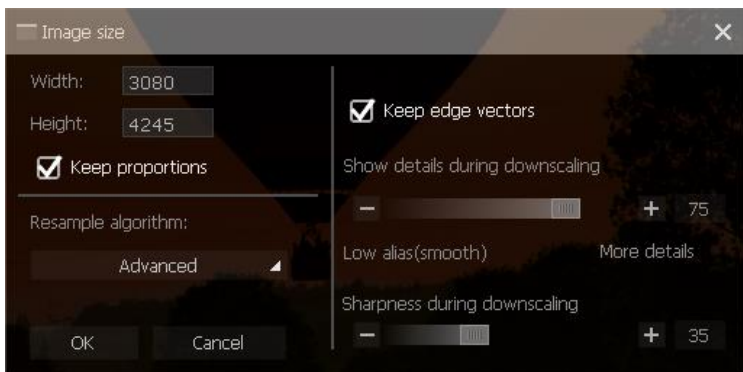 Image size
Width: 3080
Height: 4245
Keep proportions
Resample algorithm:
Advanced
OK Cancel
Keep edge vectors
Show details during downscaling
75
Low alias(smooth) More details
Sharpness during downscaling
35